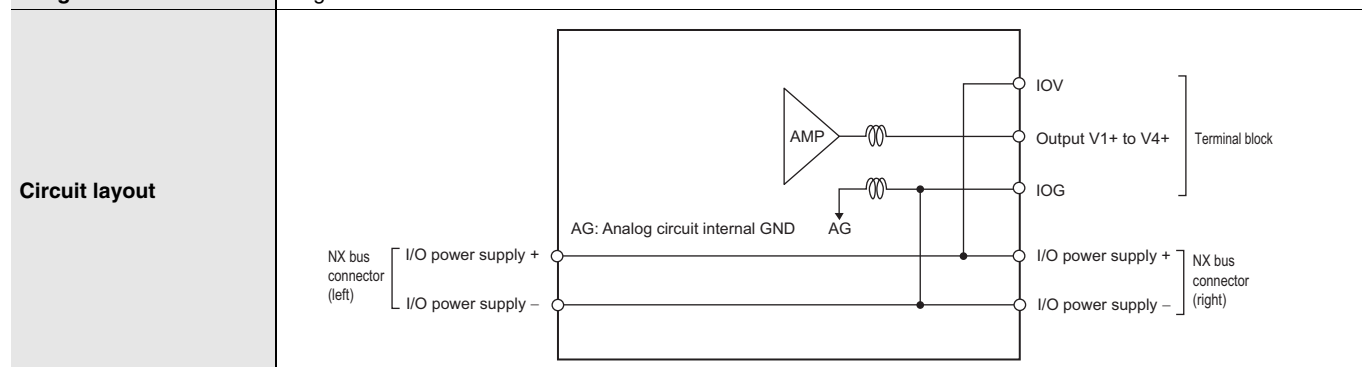 Circuit layout
IOV
AMP
Output V1+ to V4+
Terminal block
IOG
AG: Analog circuit internal GND
AG
NX bus
connector
(left)
I/O power supply +
I/O power supply −
I/O power supply +
I/O power supply −
NX bus
connector
(right)